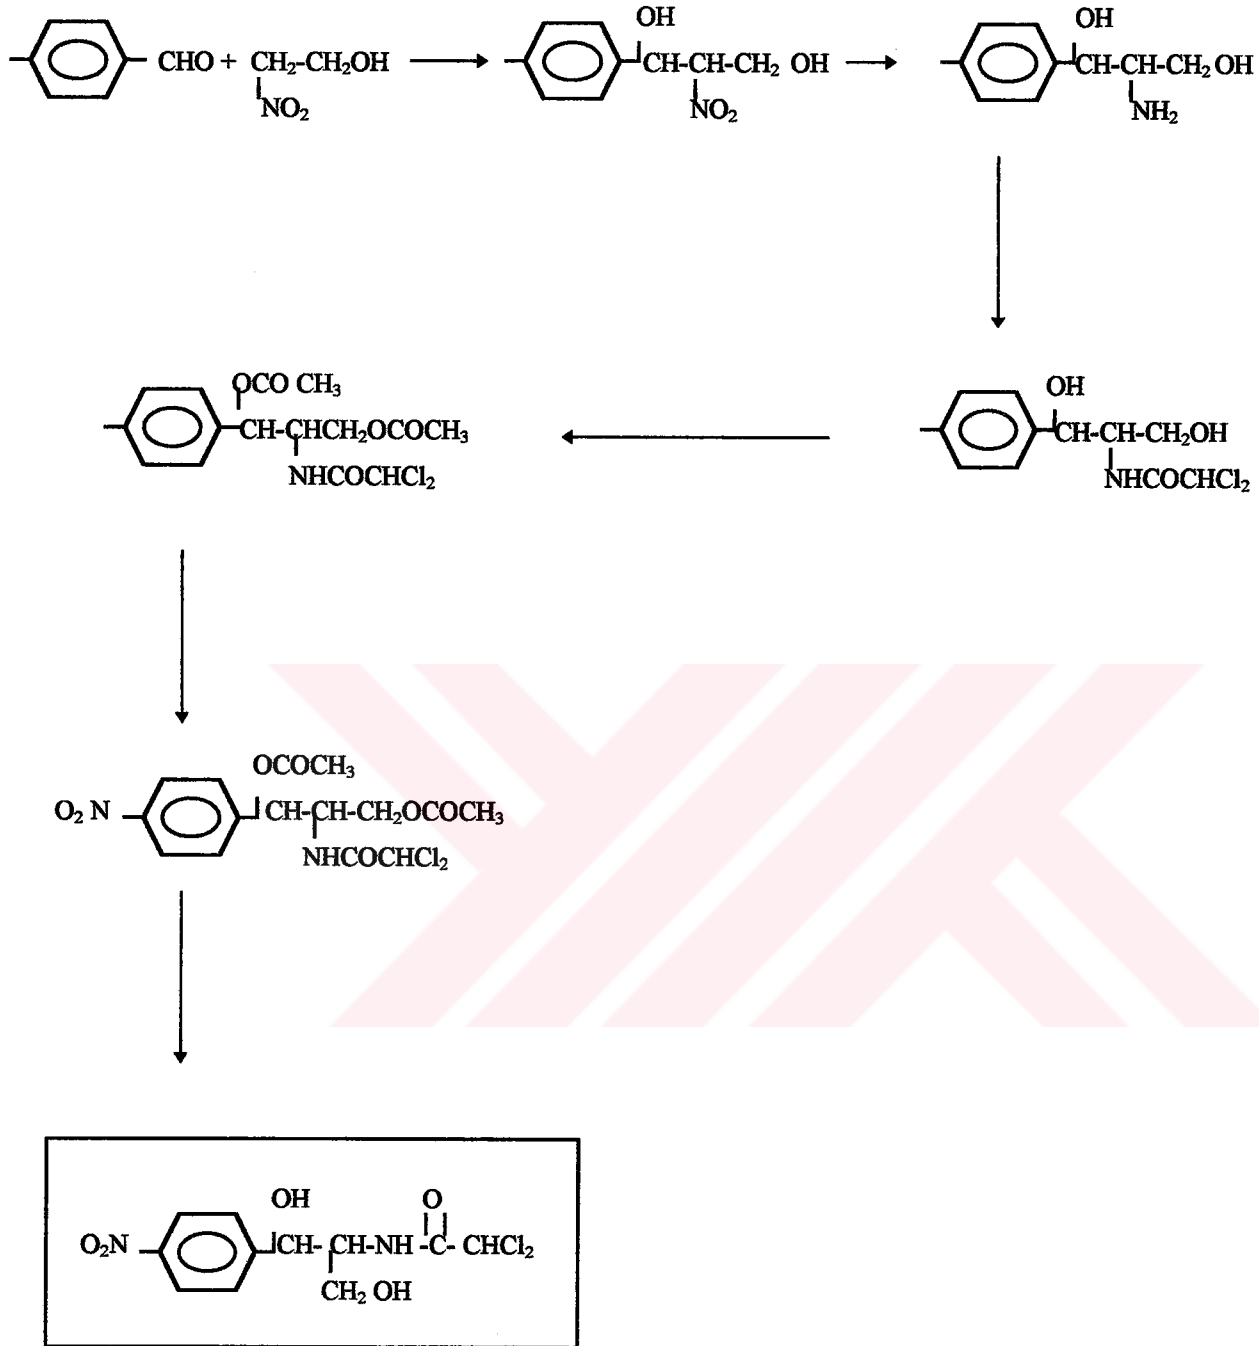 OH OH
CHO + CH₂-CH₂OH CH-CH-CH₂ OH CH-CH-CH₂ OH
NO₂ NO₂ NH₂
OCO CH₃ OH
CH-CHCH₂OCOCH₃ CH-CH-CH₂OH
NHCOCHCl₂ NHCOCHCl₂
OCOCH₃
O₂ N CH-CH-CH₂OCOCH₃
NHCOCHCl₂
OH O
O₂N CH- CH-NH -C- CHCl₂
CH₂ OH